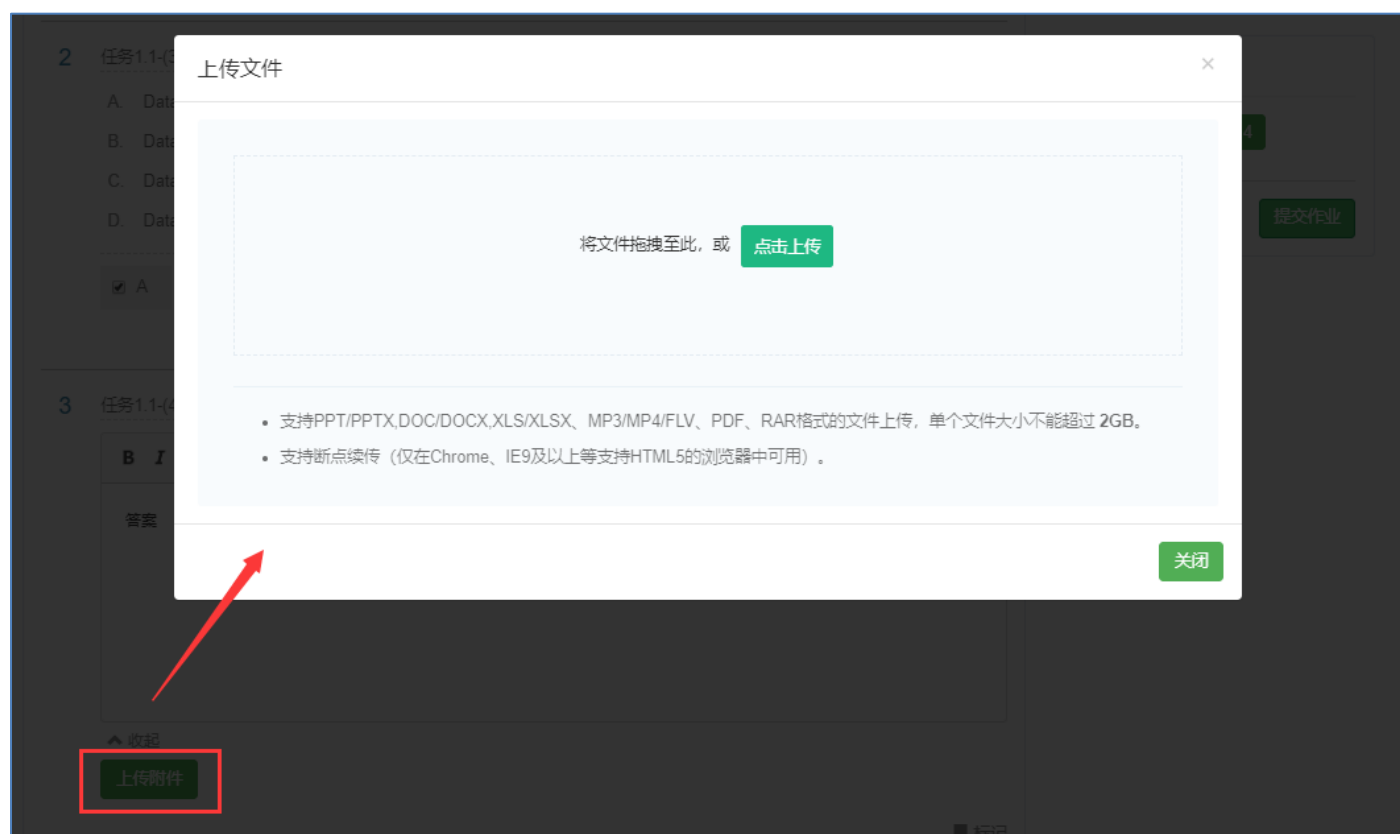 2 任务1.1-(3
上传文件
×
A. Data
B. Data
C. Data
D. Data
4
提交作业
将文件拖拽至此，或 点击上传
A
3 任务1.1-(4
支持PPT/PPTX,DOC/DOCX,XLS/XLSX、MP3/MP4/FLV、PDF、RAR格式的文件上传，单个文件大小不能超过 2GB。
B I
支持断点续传（仅在Chrome、IE9及以上等支持HTML5的浏览器中可用）。
答案
关闭
收起
上传附件
标记